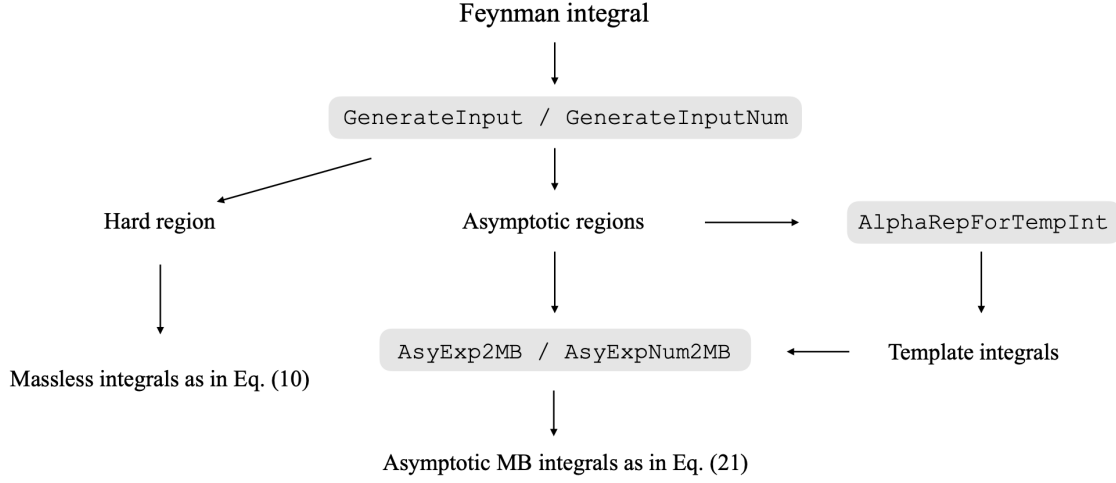 Feynman integral
GenerateInput / GenerateInputNum
Hard region
Asymptotic regions
AlphaRepForTempInt
AsyExp2MB / AsyExpNum2MB
Template integrals
Massless integrals as in Eq. (10)
Asymptotic MB integrals as in Eq. (21)